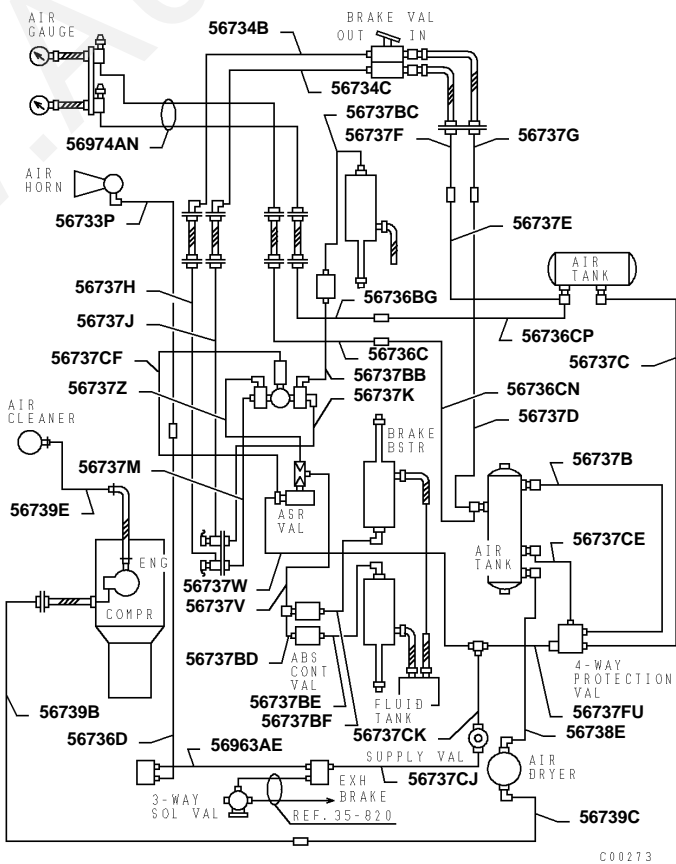 AIR
GAUGE
56734B
BRAKE VAL
OUT IN
56734C
56737BC
56737F
56737G
56974AN
AIR
HORN
56733P
56737E
AIR
TANK
56737H
56736BG
56737J
56736CP
56737CF
56736C
56737C
56737Z
56737BB
56736CN
56737K
56737D
AIR
CLEANER
BRAKE
BSTR
56737M
56737B
56739E
ASR
VAL
AIR
TANK
56737CE
ENG
COMPR
56737W
56737V
56737BD
ABS
CONT
VAL
4-WAY
PROTECTION
VAL
56737BE
56737BF
FLUID
TANK
56737FU
56739B
56737CK
56738E
56736D
56963AE
SUPPLY VAL
56737CJ
AIR
DRYER
3-WAY
SOL VAL
EXH
BRAKE
REF.35-820
56739C
C00273